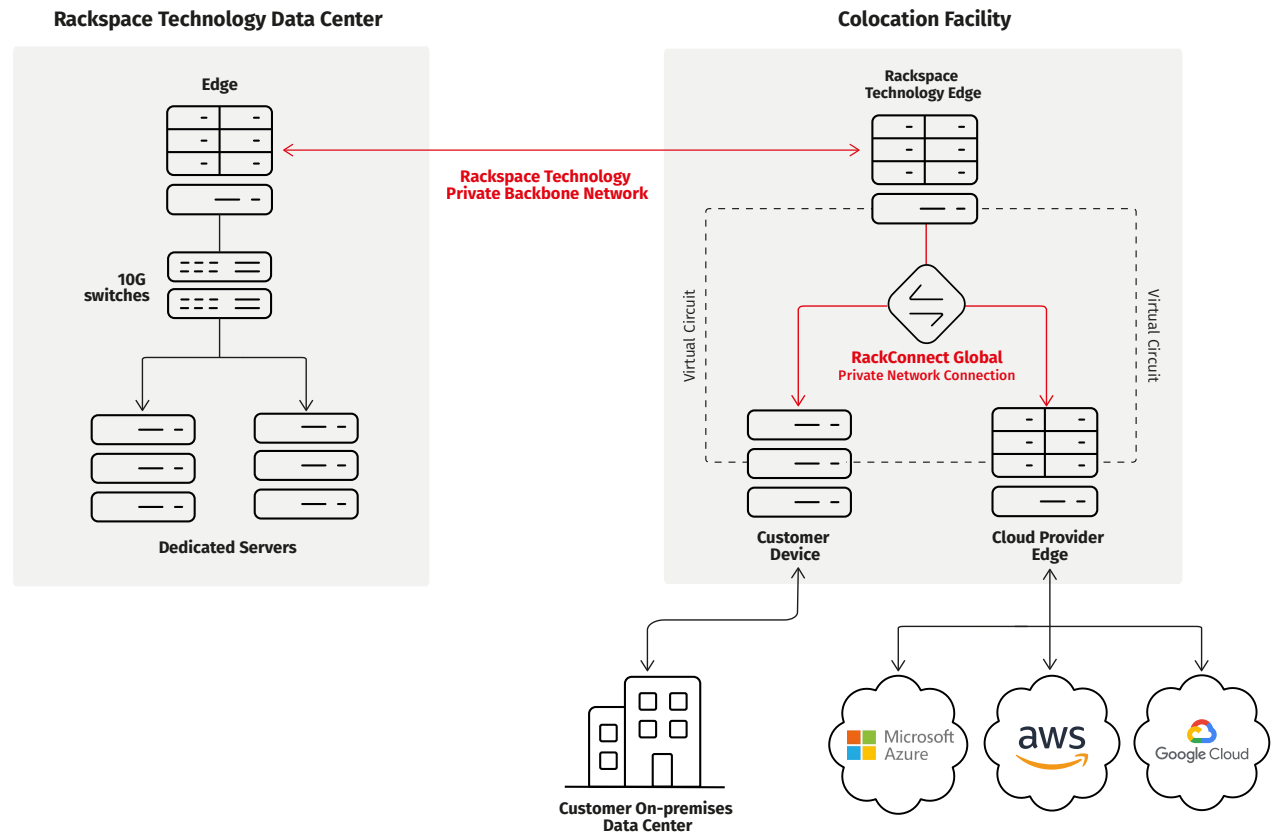 Rackspace Technology Data Center
Colocation Facility
Edge
Rackspace
Technology Edge
Rackspace Technology
Private Backbone Network
10G
switches
Virtual Circuit
Virtual Circuit
RackConnect Global
Private Network Connection
Dedicated Servers
Customer
Device
Cloud Provider
Edge
Microsoft
Azure
aws
Google Cloud
Customer On-premises
Data Center